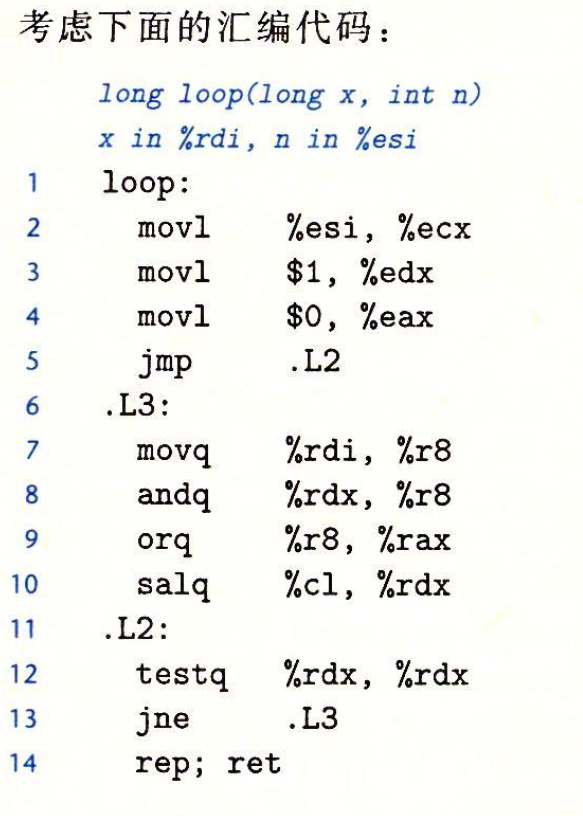 考虑下面的汇编代码：
long loop(long x, int n)
x in %rdi, n in %esi
1 loop:
2 movl %esi, %ecx
3 movl $1, %edx
4 movl $0, %eax
5 jmp .L2
6 .L3:
7 movq %rdi, %r8
8 andq %rdx, %r8
9 orq %r8, %rax
10 salq %cl, %rdx
11 .L2:
12 testq %rdx, %rdx
13 jne .L3
14 rep; ret